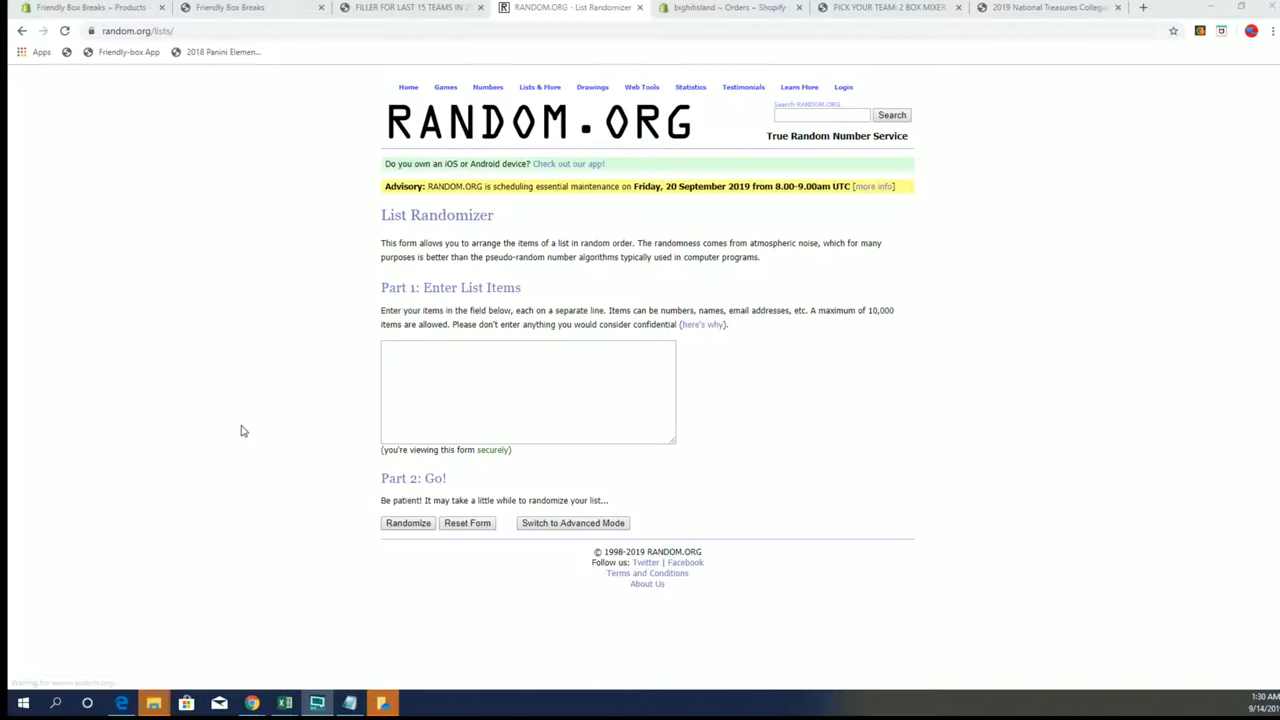 Friendly Box Breaks ~ Products ~
Friendly Box Breaks
FILLER FOR LAST 15 TEAMS IN 2
RANDOM.ORG - List Randomizer
bighitisland ~ Orders ~ Shopify
PICK YOUR TEAM: 2 BOX MIXER
2019 National Treasures Collegia
random.org/lists/
Apps
Friendly-box App
2018 Panini Elemen...
Home
Games
Numbers
Lists & More
Drawings
Web Tools
Statistics
Testimonials
Learn More
Login
RANDOM.ORG
Search RANDOM.ORG
Search
True Random Number Service
Do you own an iOS or Android device? Check out our app!
Advisory: RANDOM.ORG is scheduling essential maintenance on Friday, 20 September 2019 from 8.00-9.00am UTC [more info]
List Randomizer
This form allows you to arrange the items of a list in random order. The randomness comes from atmospheric noise, which for many
purposes is better than the pseudo-random number algorithms typically used in computer programs.
Part 1: Enter List Items
Enter your items in the field below, each on a separate line. Items can be numbers, names, email addresses, etc. A maximum of 10,000
items are allowed. Please don't enter anything you would consider confidential (here's why).
(you're viewing this form securely)
Part 2: Go!
Be patient! It may take a little while to randomize your list...
Randomize
Reset Form
Switch to Advanced Mode
© 1998-2019 RANDOM.ORG
Follow us: Twitter | Facebook
Terms and Conditions
About Us
Waiting for www.random.org...
1:30 AM
9/14/201